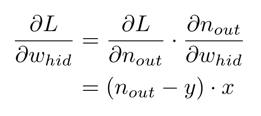 ∂L/∂w_hid = ∂L/∂n_out · ∂n_out/∂w_hid
= (n_out − y) · x